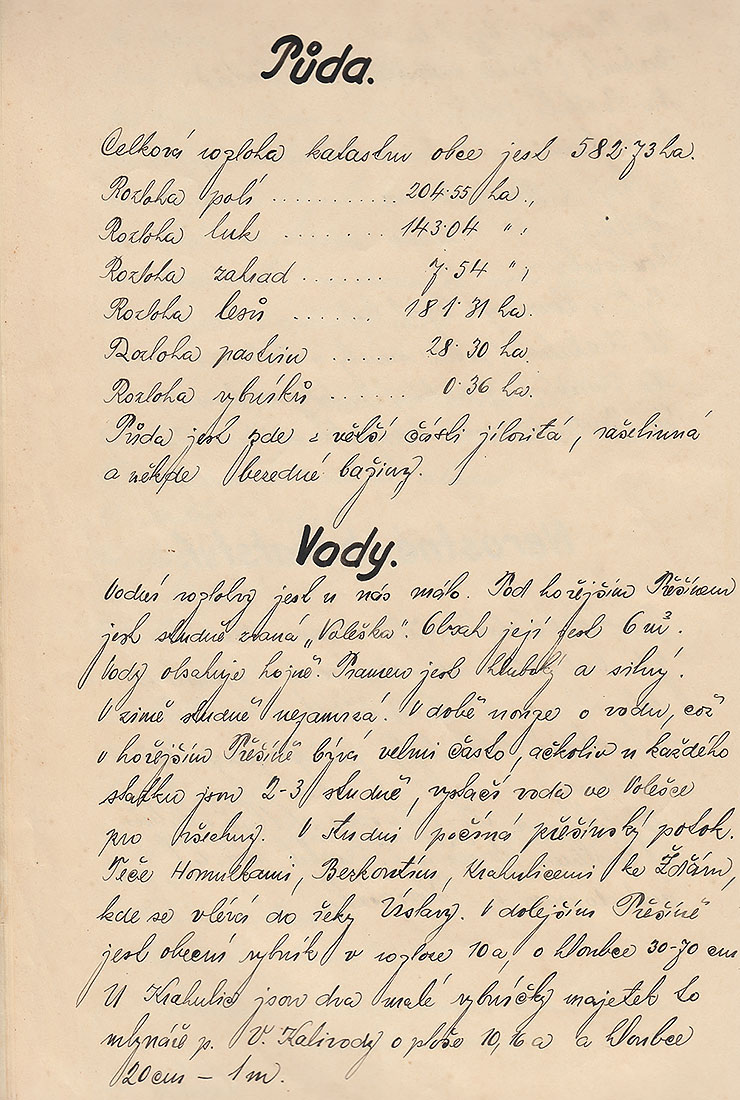 Půda.
Celková rozloha katastru obce jest 582·73 ha.
Rozloha polí ............ 204·55 ha.,
Rozloha luk ........ 143·04 " ;
Rozloha zahrad ....... 7·54 " ;
Rozloha lesů ....... 181·31 ha.
Rozloha pastvin ...... 28·30 ha.
Rozloha rybníků ........ 0·36 ha.
Půda jest zde z větší části jílovitá, rašelinná
a někde bezedné bažiny.
Vody.
Vodní rozlohy jest u nás málo. Pod hořejším Přešínem
jest studně zvaná „Voleška". Obsah její jest 6 m³.
Vody obsahuje hojně. Pramen jest hluboký a silný.
V zimě studně nezamrzá. V době nouze o vodu, což
v hořejším Přešíně bývá velmi často, ačkoliv u každého
statku jsou 2-3 studně, vystačí voda ve Volešce
pro všechny. V studni počíná přešínský potok.
Teče Homulkami, Berkontim, Krahulicemi ke Žďáru,
kde se vlévá do řeky Úslavy. V dolejším Přešíně
jest obecní rybník v rozloze 10 a, o hloubce 30-70 cm
U Krahulic jsou dva malé rybníčky majetek to
mlynáře p. V. Kalivody o ploše 10,16 a a hloubce
20 cm – 1 m.